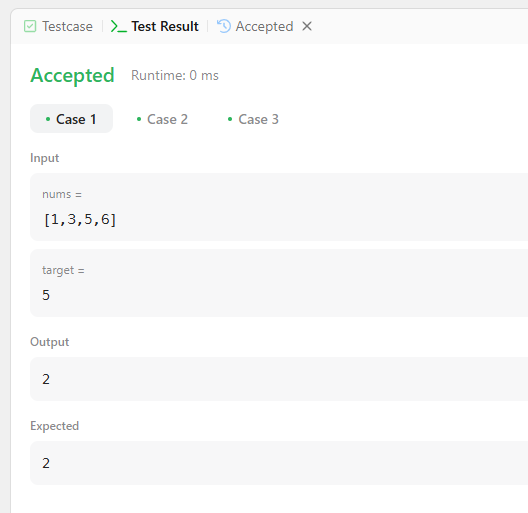 Testcase Test Result Accepted
Accepted Runtime: 0 ms
Case 1 Case 2 Case 3
Input
nums =
[1,3,5,6]
target =
5
Output
2
Expected
2